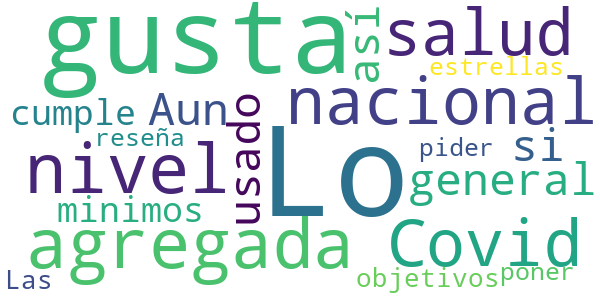 gusta
así
salud
estrellas
cumple
Aun
usado
nacional
reseña
Lo
pider
si
nivel
general
minimos
agregada
Covid
Las
objetivos
poner